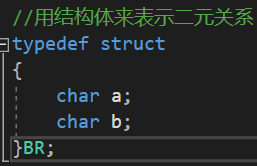 //用结构体来表示二元关系
typedef struct
{
    char a;
    char b;
}BR;